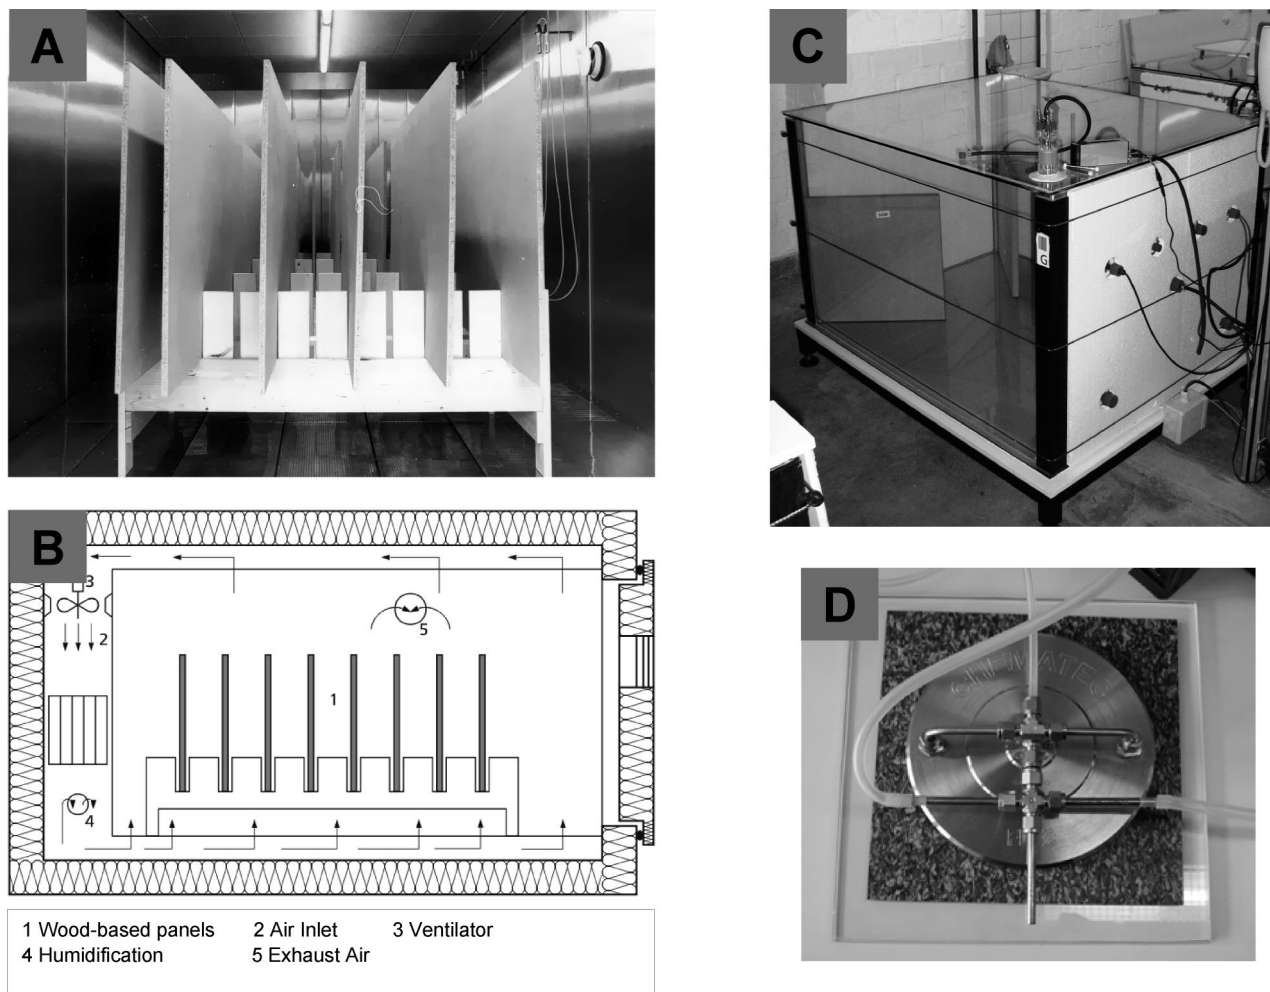 A
C
G
B
3
2
5
1
4
D
CHEMATEC
1 Wood-based panels 2 Air Inlet 3 Ventilator
4 Humidification 5 Exhaust Air